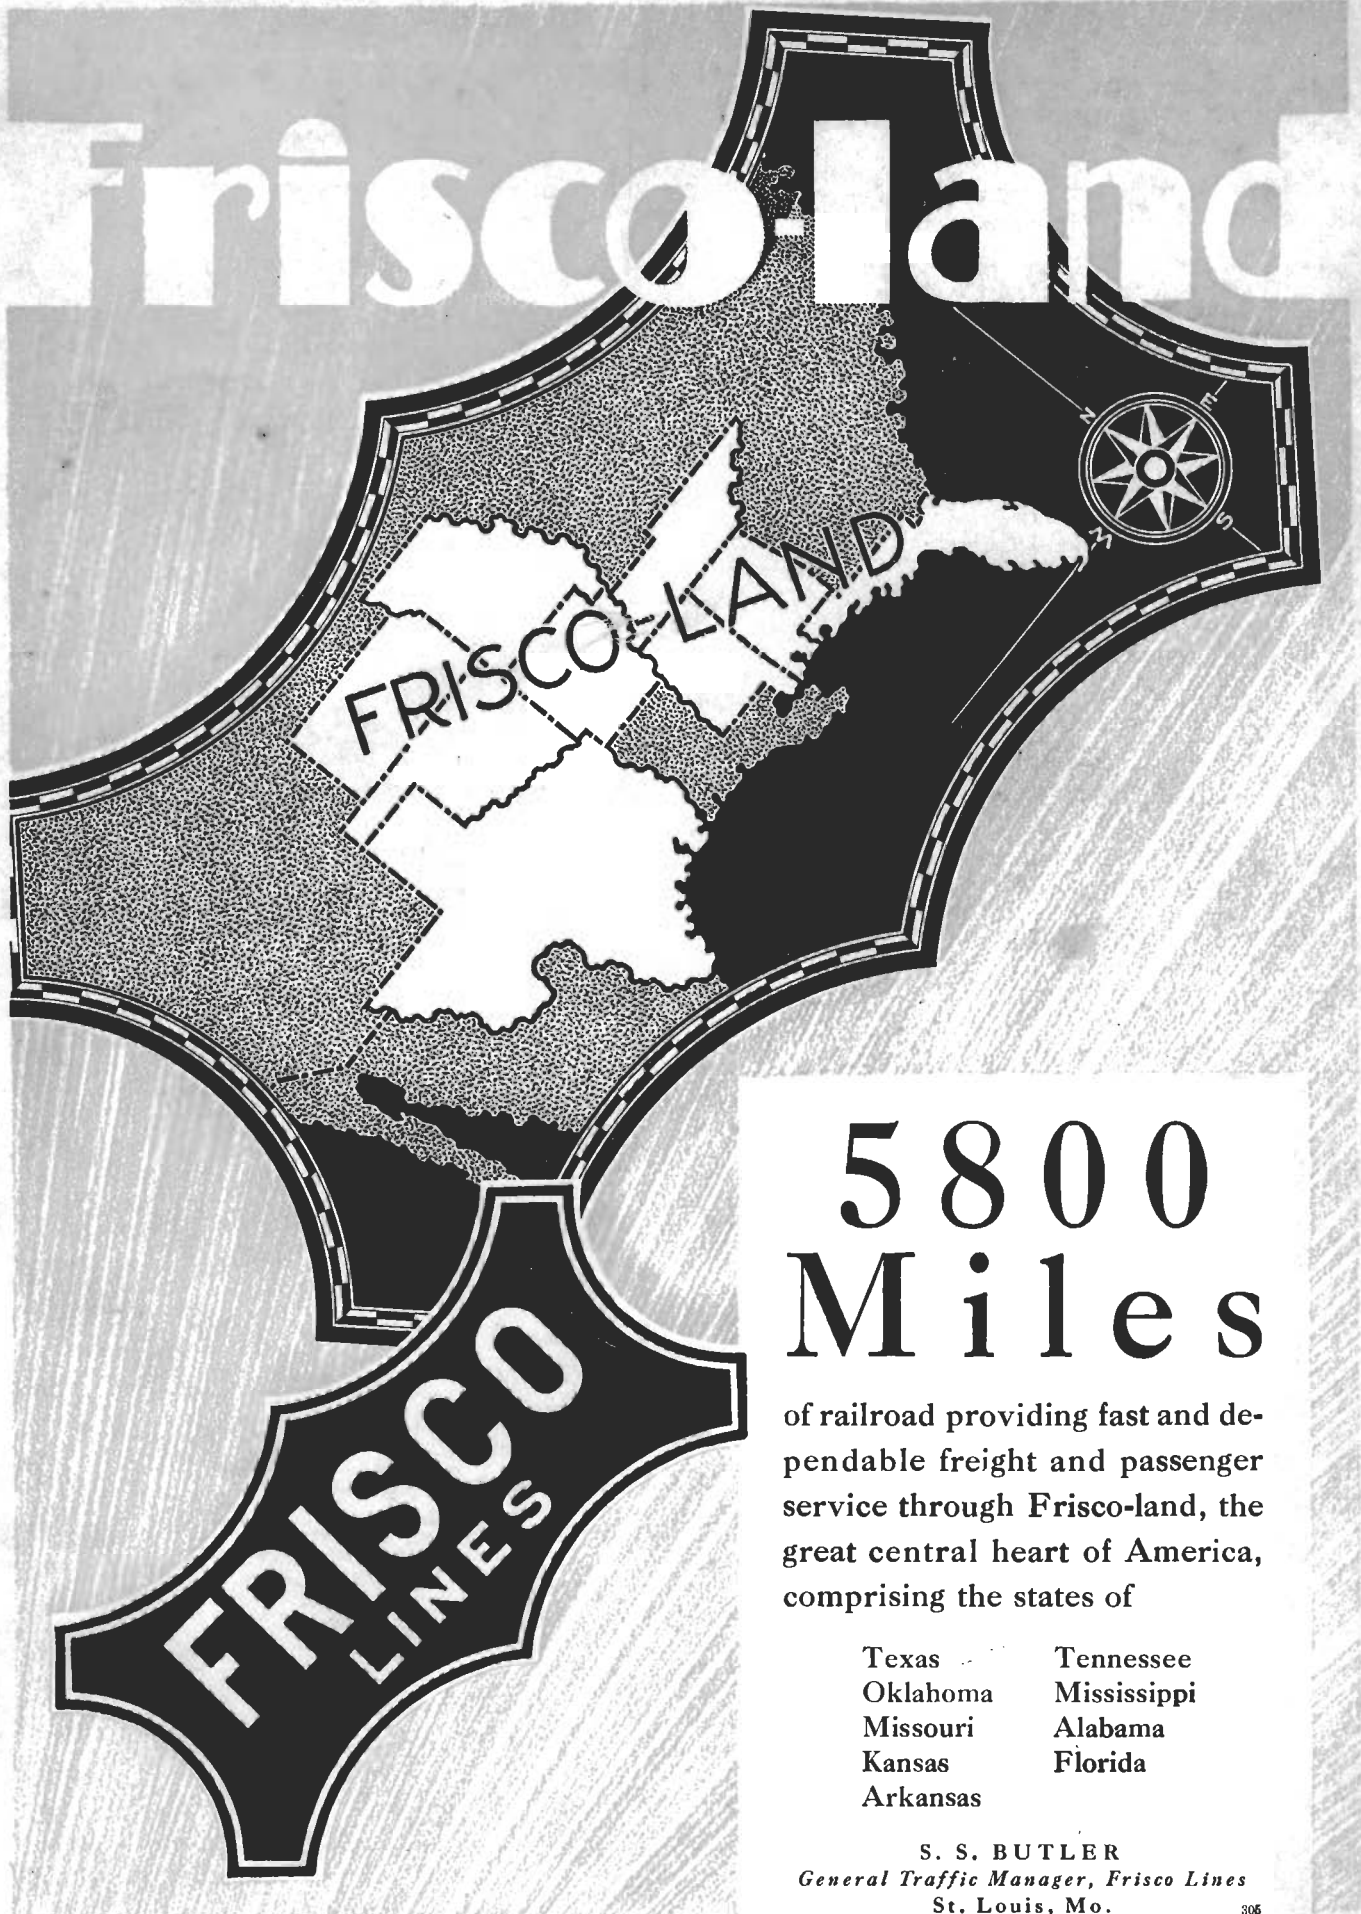 Frisco-land
N
E
S
W
FRISCO-LAND
FRISCO
LINES
5800
Miles
of railroad providing fast and de-
pendable freight and passenger
service through Frisco-land, the
great central heart of America,
comprising the states of
Texas Tennessee
Oklahoma Mississippi
Missouri Alabama
Kansas Florida
Arkansas
S. S. BUTLER
General Traffic Manager, Frisco Lines
St. Louis, Mo.
305